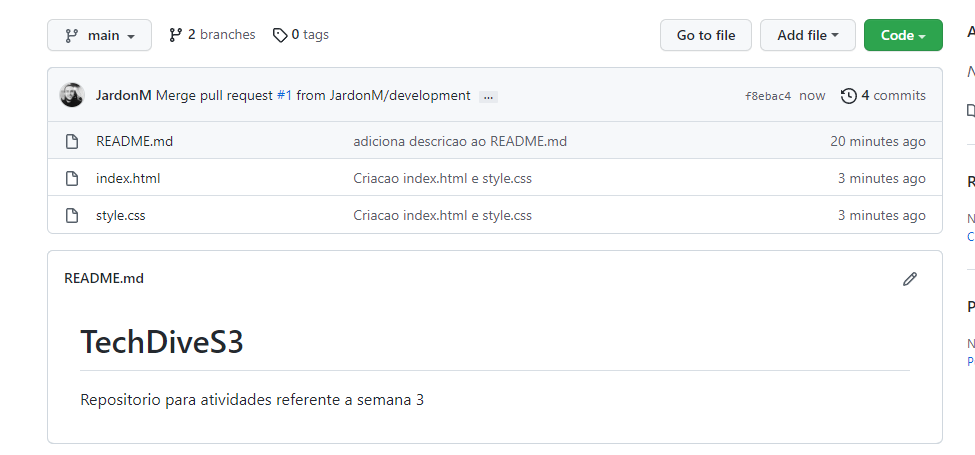 main 2 branches 0 tags Go to file Add file Code
JardonM Merge pull request #1 from JardonM/development ... f8ebac4 now 4 commits
README.md adiciona descricao ao README.md 20 minutes ago
index.html Criacao index.html e style.css 3 minutes ago
style.css Criacao index.html e style.css 3 minutes ago
README.md
TechDiveS3
Repositorio para atividades referente a semana 3